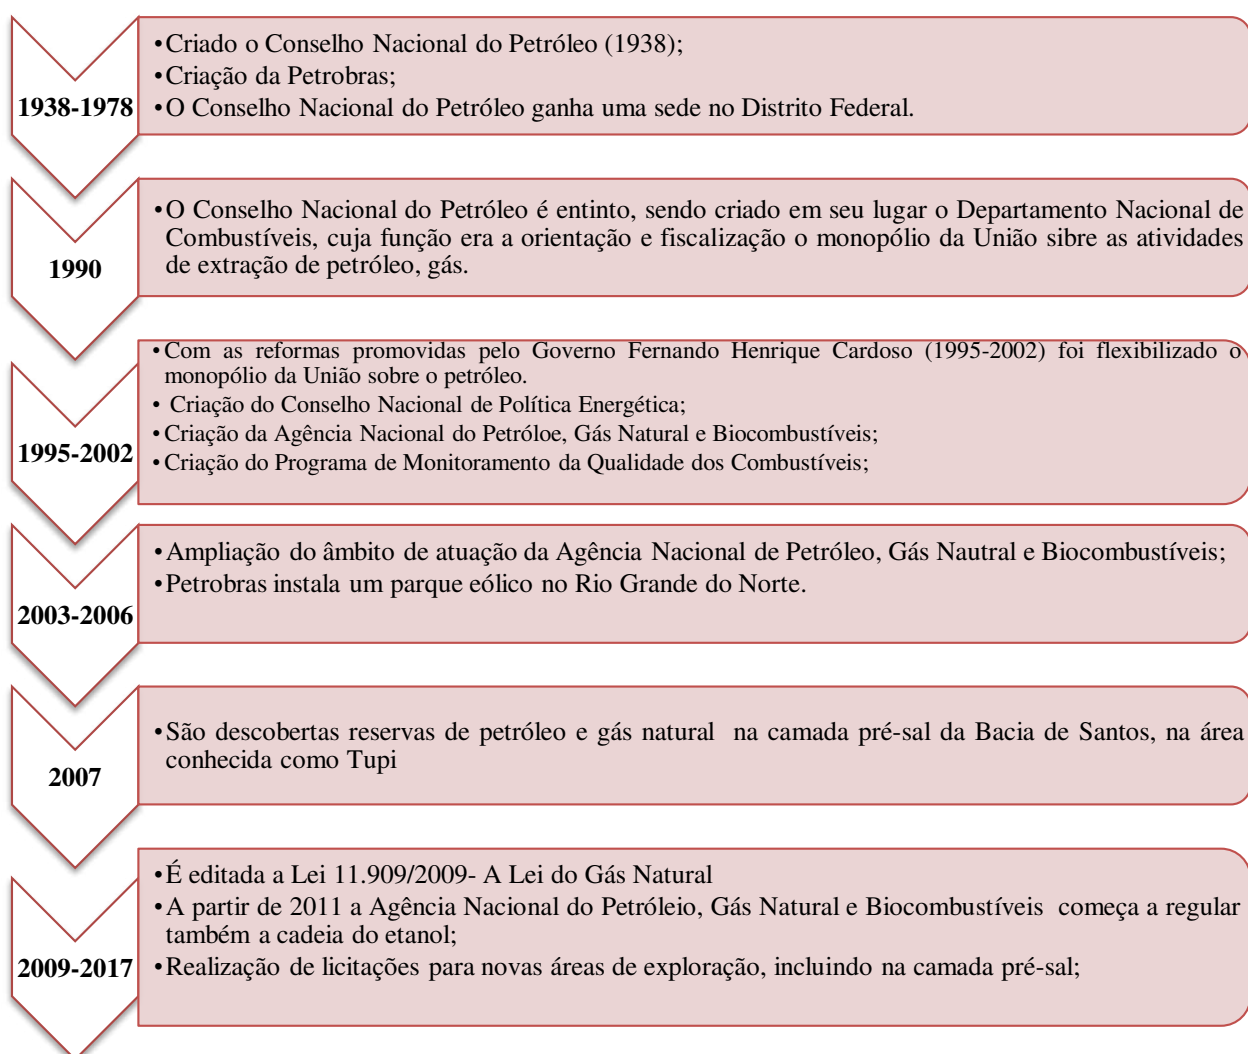 1938-1978
•Criado o Conselho Nacional do Petróleo (1938);
•Criação da Petrobras;
•O Conselho Nacional do Petróleo ganha uma sede no Distrito Federal.
1990
•O Conselho Nacional do Petróleo é entinto, sendo criado em seu lugar o Departamento Nacional de
Combustíveis, cuja função era a orientação e fiscalização o monopólio da União sibre as atividades
de extração de petróleo, gás.
1995-2002
•Com as reformas promovidas pelo Governo Fernando Henrique Cardoso (1995-2002) foi flexibilizado o
monopólio da União sobre o petróleo.
• Criação do Conselho Nacional de Política Energética;
•Criação da Agência Nacional do Petróloe, Gás Natural e Biocombustíveis;
•Criação do Programa de Monitoramento da Qualidade dos Combustíveis;
2003-2006
•Ampliação do âmbito de atuação da Agência Nacional de Petróleo, Gás Nautral e Biocombustíveis;
•Petrobras instala um parque eólico no Rio Grande do Norte.
2007
•São descobertas reservas de petróleo e gás natural na camada pré-sal da Bacia de Santos, na área
conhecida como Tupi
2009-2017
•É editada a Lei 11.909/2009- A Lei do Gás Natural
•A partir de 2011 a Agência Nacional do Petróleio, Gás Natural e Biocombustíveis começa a regular
também a cadeia do etanol;
•Realização de licitações para novas áreas de exploração, incluindo na camada pré-sal;